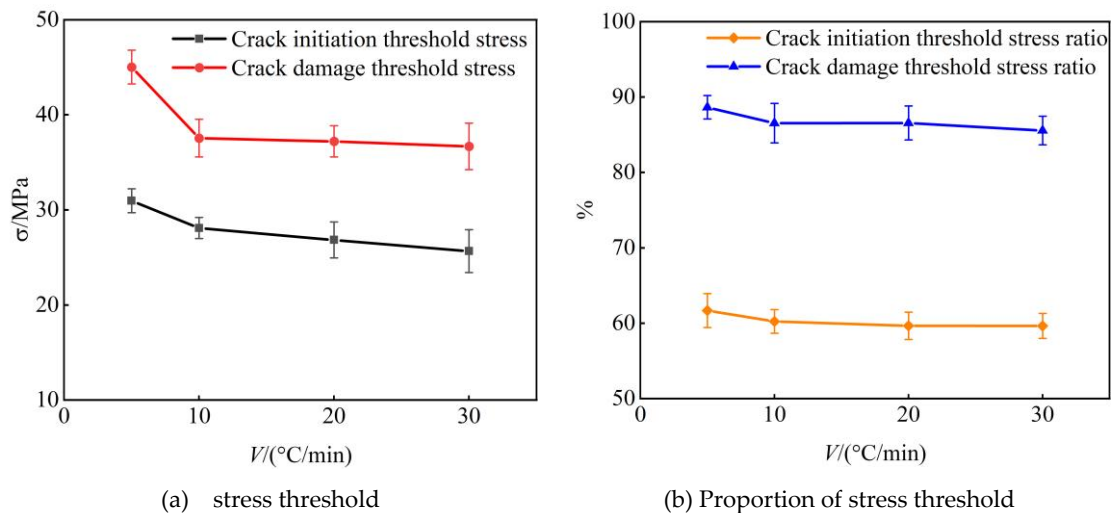 50
40
30
20
10
0
10
20
30
σ/MPa
V/(°C/min)
Crack initiation threshold stress
Crack damage threshold stress
(a) stress threshold
100
90
80
70
60
50
0
10
20
30
%
V/(°C/min)
Crack initiation threshold stress ratio
Crack damage threshold stress ratio
(b) Proportion of stress threshold